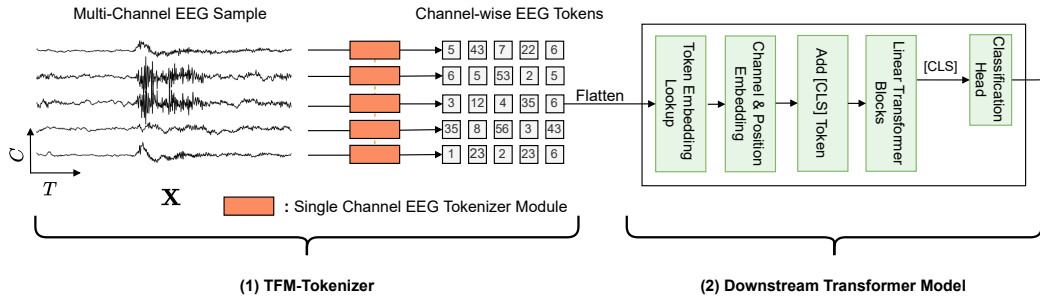 Multi-Channel EEG Sample
Channel-wise EEG Tokens
5 43 7 22 6
6 5 53 2 5
3 12 4 35 6
35 8 56 3 43
1 23 2 23 6
Flatten
Token Embedding
Lookup
Channel & Position
Embedding
Add [CLS] Token
Linear Transformer
Blocks
[CLS]
Classification
Head
C
T
X
: Single Channel EEG Tokenizer Module
(1) TFM-Tokenizer
(2) Downstream Transformer Model